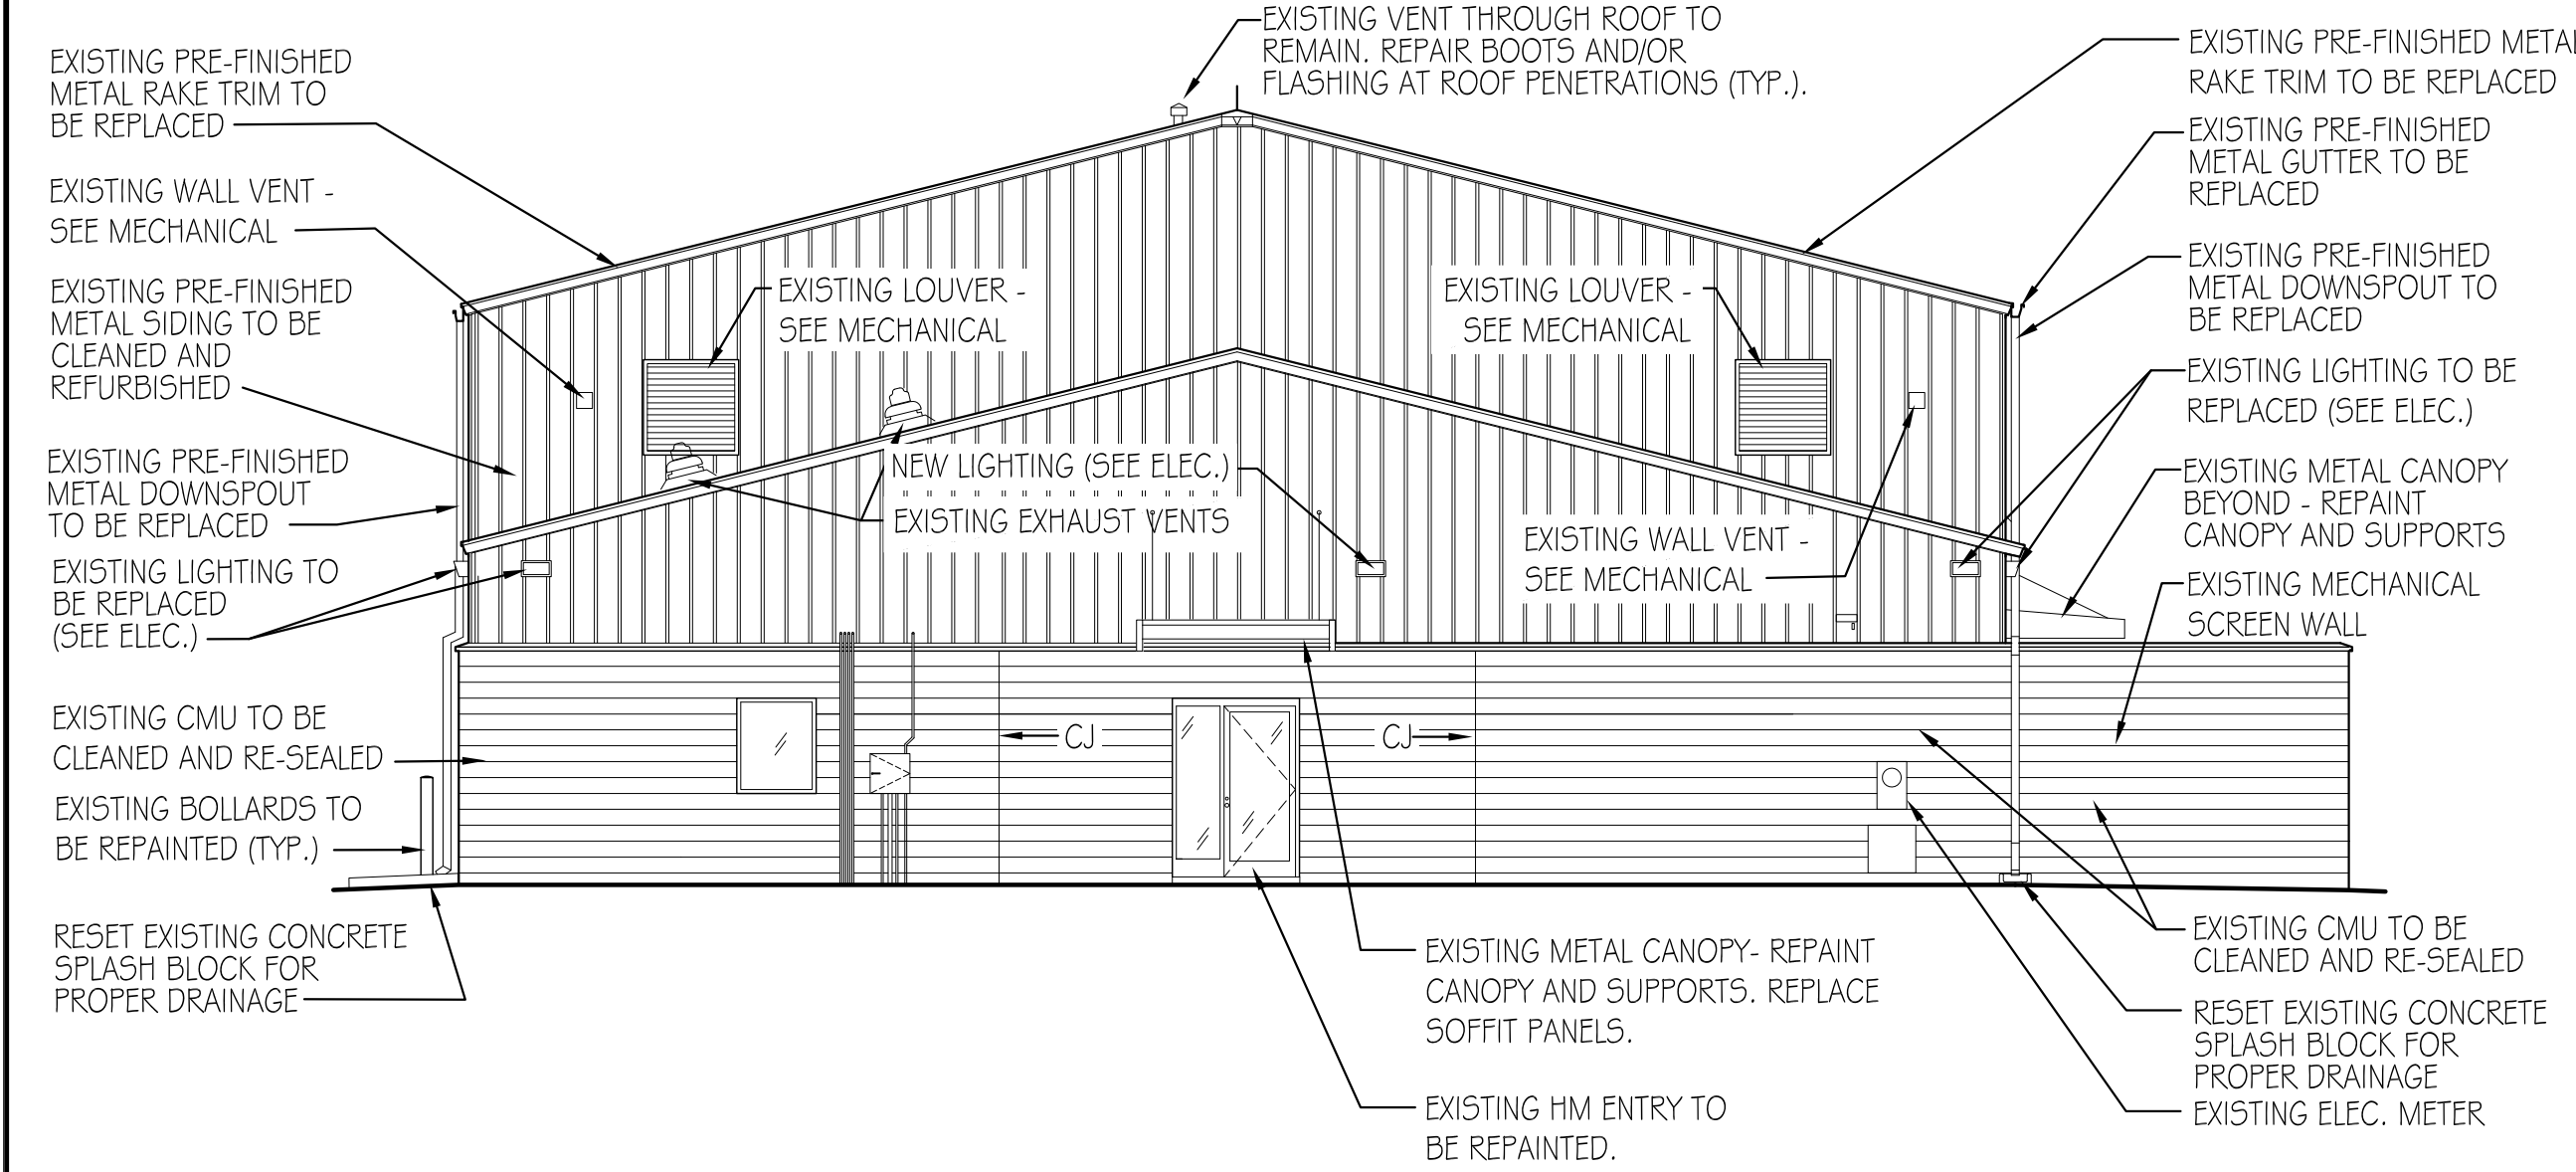 EXISTING PRE-FINISHED
METAL RAKE TRIM TO
BE REPLACED
EXISTING WALL VENT -
SEE MECHANICAL
EXISTING PRE-FINISHED
METAL SIDING TO BE
CLEANED AND
REFURBISHED
EXISTING PRE-FINISHED
METAL DOWNSPOUT
TO BE REPLACED
EXISTING LIGHTING TO
BE REPLACED
(SEE ELEC.)
EXISTING CMU TO BE
CLEANED AND RE-SEALED
EXISTING BOLLARDS TO
BE REPAINTED (TYP.)
RESET EXISTING CONCRETE
SPLASH BLOCK FOR
PROPER DRAINAGE
EXISTING VENT THROUGH ROOF TO
REMAIN. REPAIR BOOTS AND/OR
FLASHING AT ROOF PENETRATIONS (TYP.).
EXISTING LOUVER -
SEE MECHANICAL
EXISTING LOUVER -
SEE MECHANICAL
NEW LIGHTING (SEE ELEC.)
EXISTING EXHAUST VENTS
EXISTING WALL VENT -
SEE MECHANICAL
CJ
CJ
EXISTING METAL CANOPY- REPAINT
CANOPY AND SUPPORTS. REPLACE
SOFFIT PANELS.
EXISTING HM ENTRY TO
BE REPAINTED.
EXISTING PRE-FINISHED METAL
RAKE TRIM TO BE REPLACED
EXISTING PRE-FINISHED
METAL GUTTER TO BE
REPLACED
EXISTING PRE-FINISHED
METAL DOWNSPOUT TO
BE REPLACED
EXISTING LIGHTING TO BE
REPLACED (SEE ELEC.)
EXISTING METAL CANOPY
BEYOND - REPAINT
CANOPY AND SUPPORTS
EXISTING MECHANICAL
SCREEN WALL
EXISTING CMU TO BE
CLEANED AND RE-SEALED
RESET EXISTING CONCRETE
SPLASH BLOCK FOR
PROPER DRAINAGE
EXISTING ELEC. METER